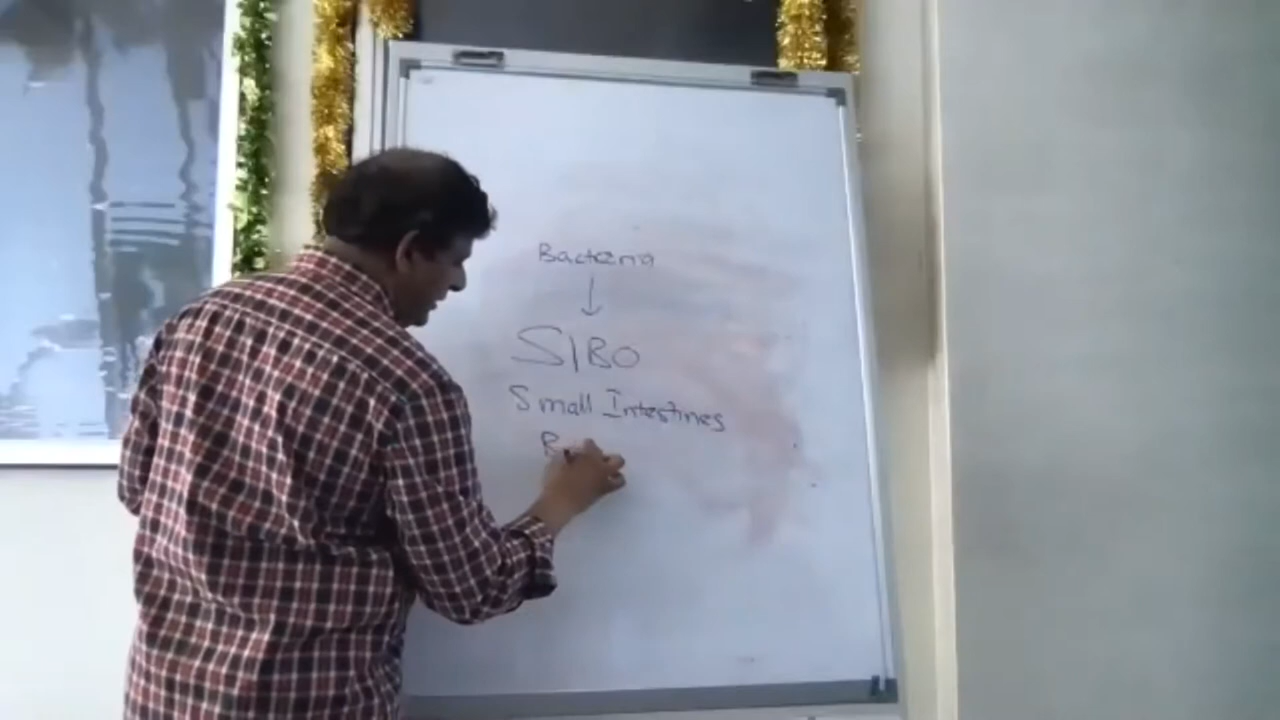 Bacteria
↓
SIBO
Small Intestines
B